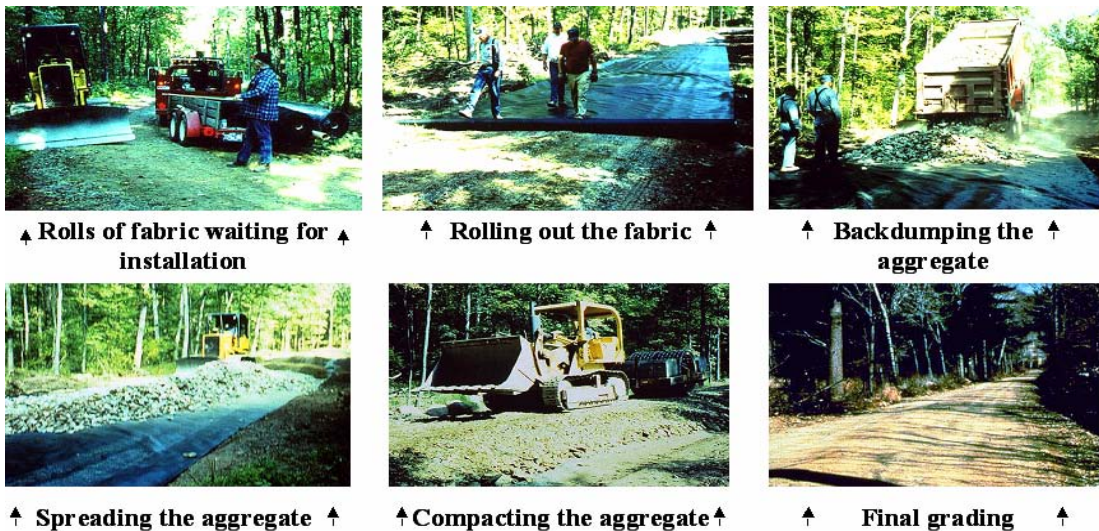 Rolls of fabric waiting for
installation
Rolling out the fabric
Backdumping the
aggregate
Spreading the aggregate
Compacting the aggregate
Final grading